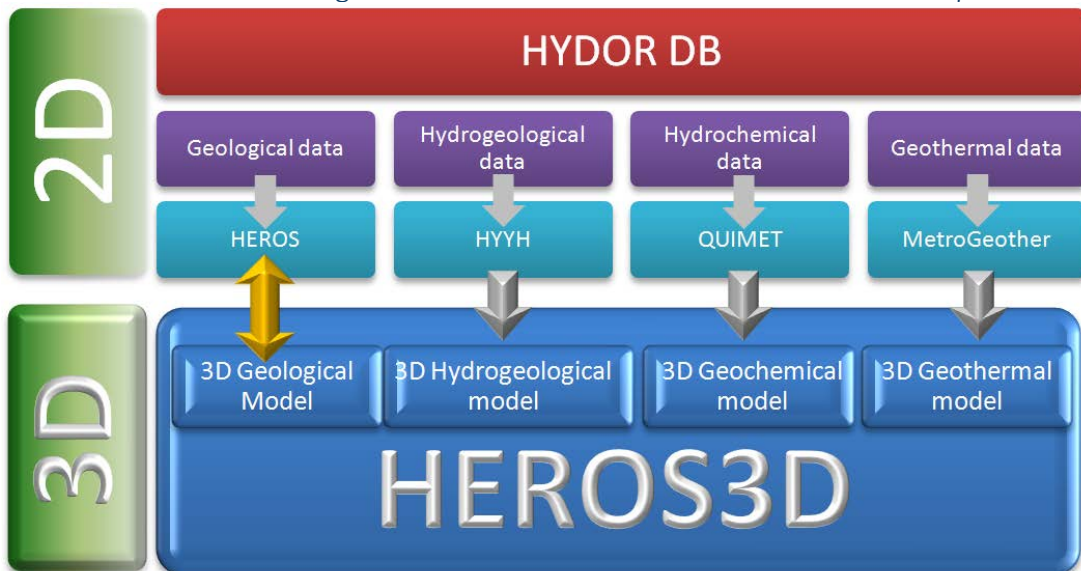 2D
HYDOR DB
Geological data
Hydrogeological
data
Hydrochemical
data
Geothermal data
HEROS
HYYH
QUIMET
MetroGeother
3D
3D Geological
Model
3D Hydrogeological
model
3D Geochemical
model
3D Geothermal
model
HEROS3D